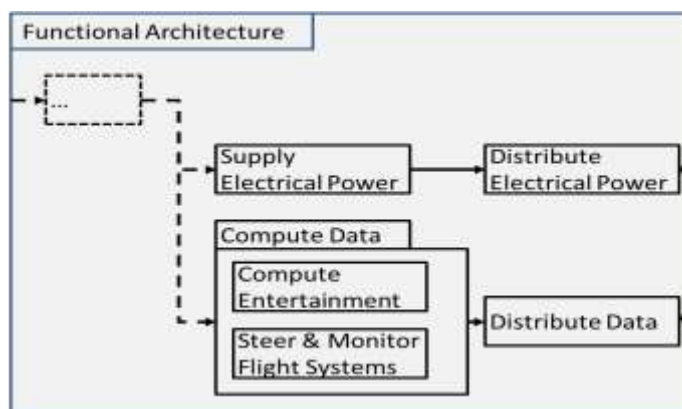 Functional Architecture
...
Supply
Electrical Power
Distribute
Electrical Power
Compute Data
Compute
Entertainment
Steer & Monitor
Flight Systems
Distribute Data